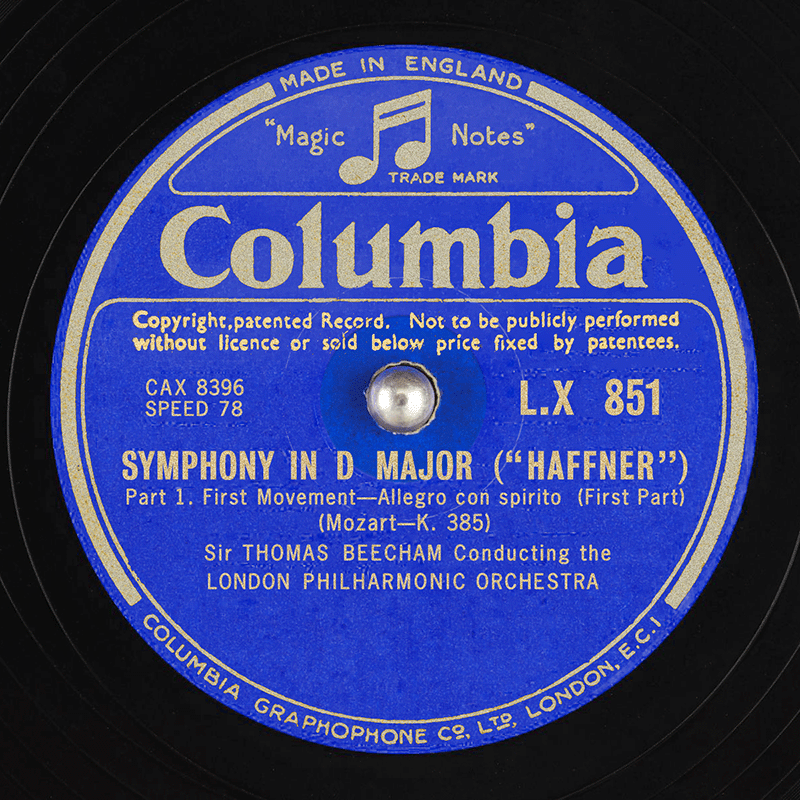 MADE IN ENGLAND
“Magic Notes”
TRADE MARK
Columbia
Copyright, patented Record. Not to be publicly performed
without licence or sold below price fixed by patentees.
CAX 8396
SPEED 78
L.X 851
SYMPHONY IN D MAJOR (“HAFFNER”)
Part 1. First Movement—Allegro con spirito (First Part)
(Mozart—K. 385)
Sir THOMAS BEECHAM Conducting the
LONDON PHILHARMONIC ORCHESTRA
COLUMBIA GRAPHOPHONE CO, LTD, LONDON, E.C.1